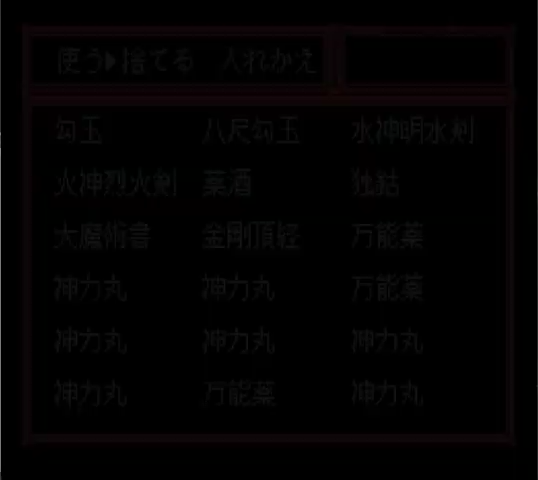 使う▶捨てる 入れかえ
勾玉 八尺勾玉 水神明水剣
火神烈火剣 薬酒 独鈷
大魔術書 金剛頂経 万能薬
神力丸 神力丸 万能薬
神力丸 神力丸 神力丸
神力丸 万能薬 神力丸